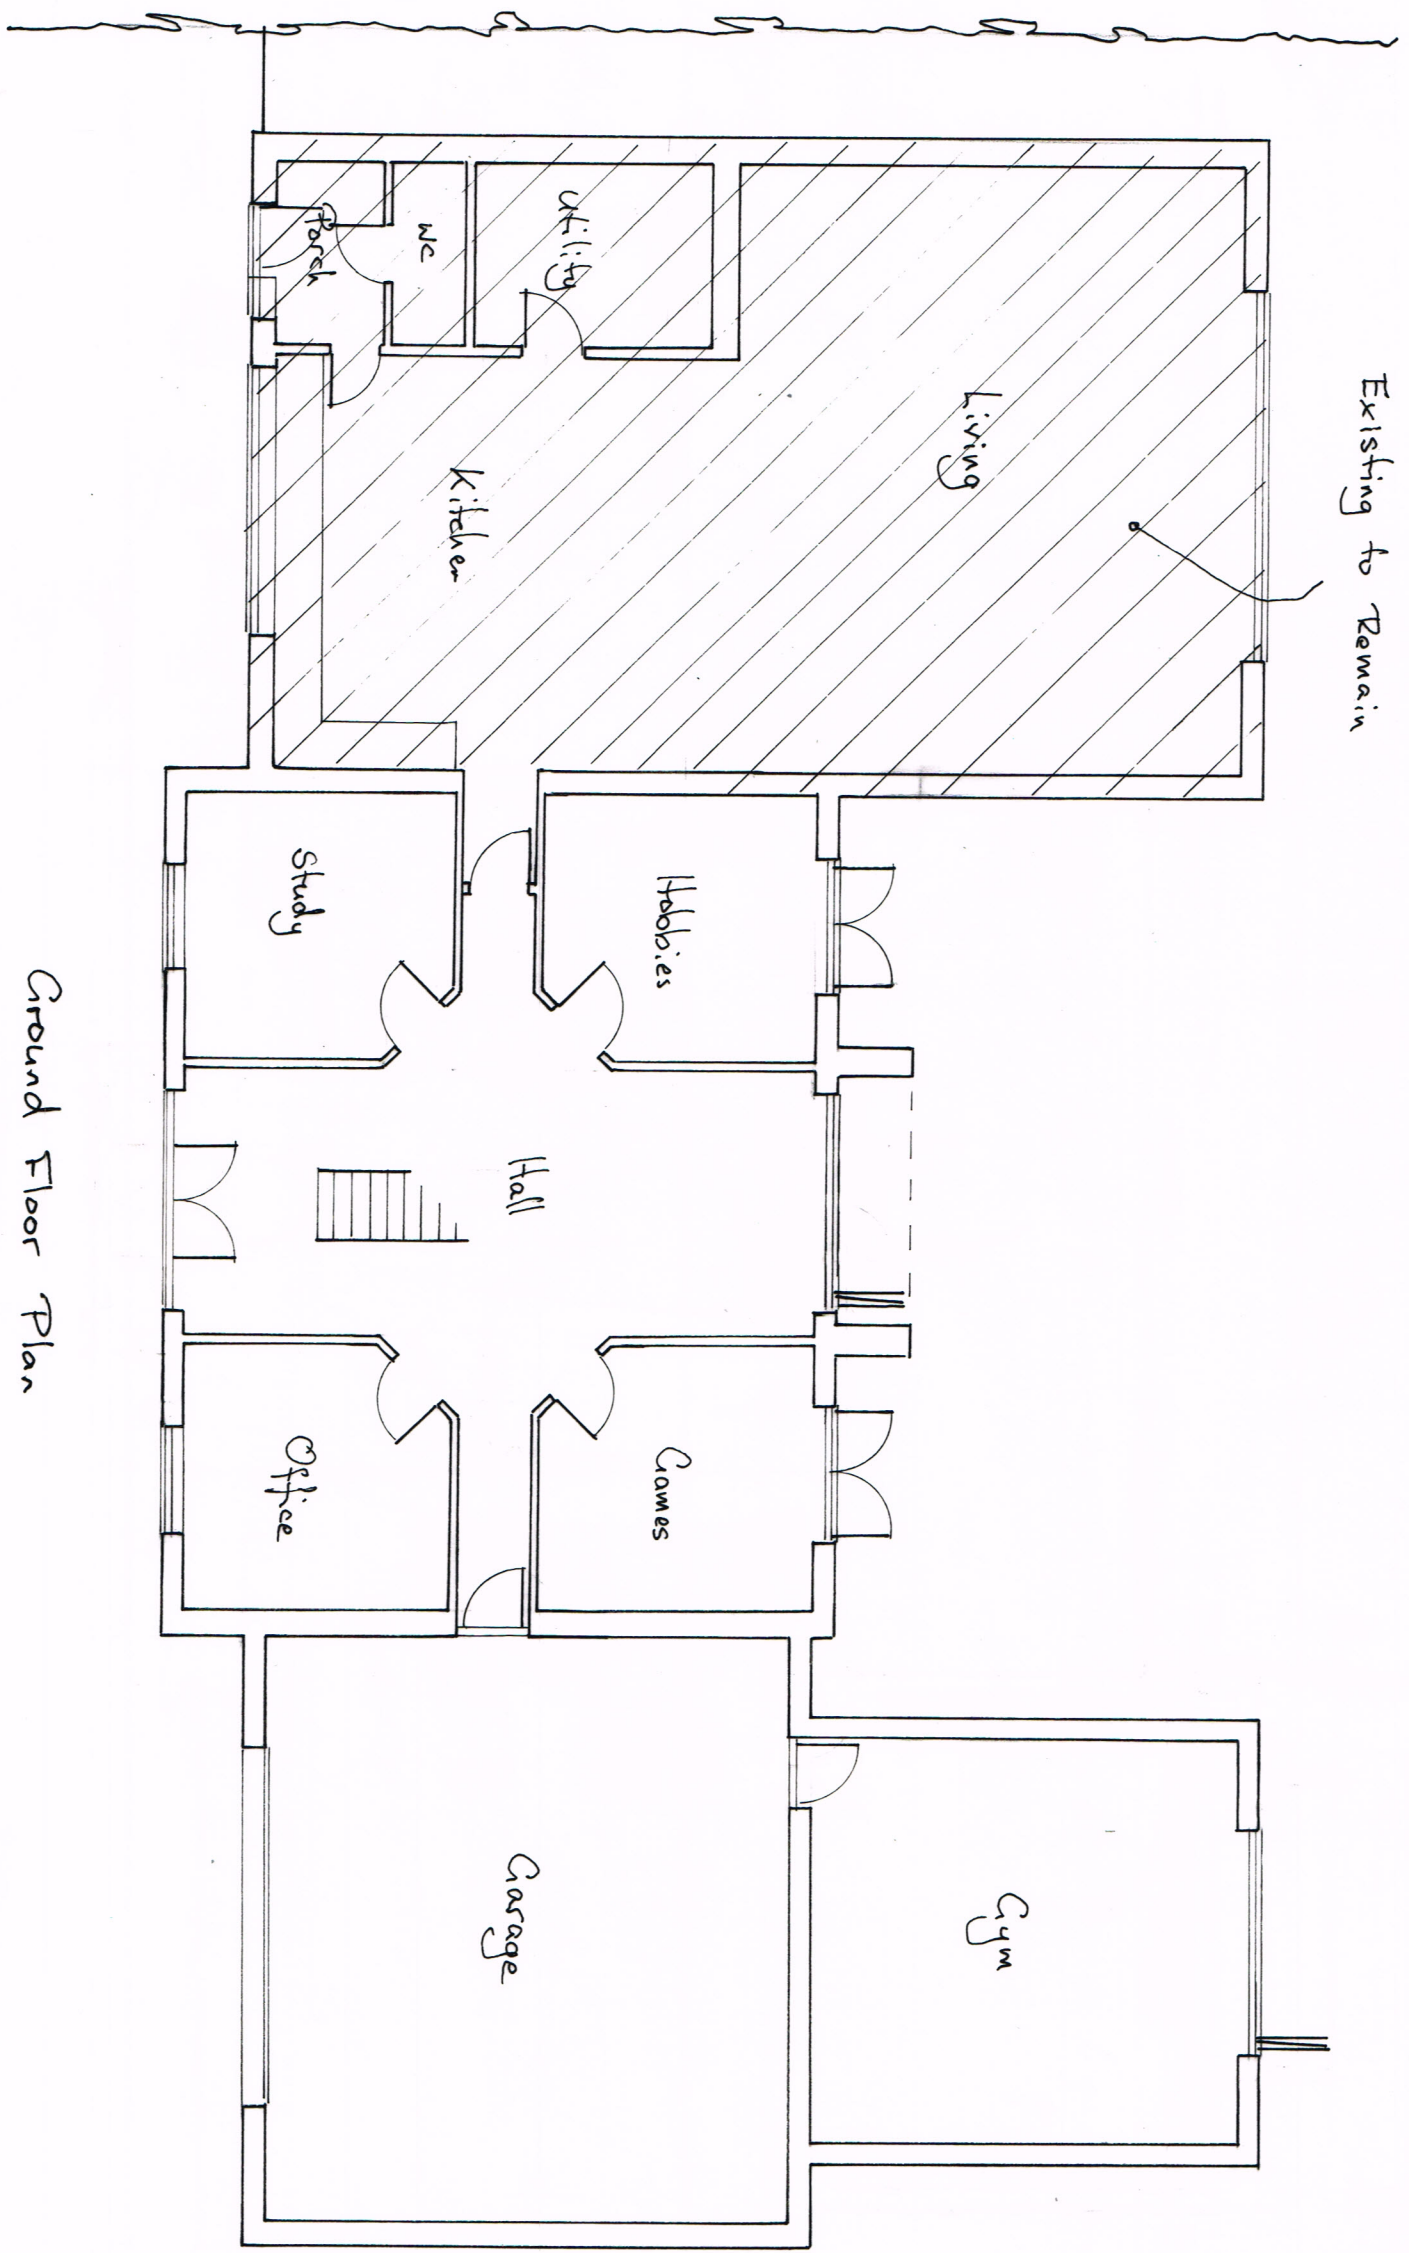 Existing to Remain
Living
Utility
WC
Porch
Kitchen
Hobbies
Study
Hall
Games
Office
Gym
Garage
Ground Floor Plan